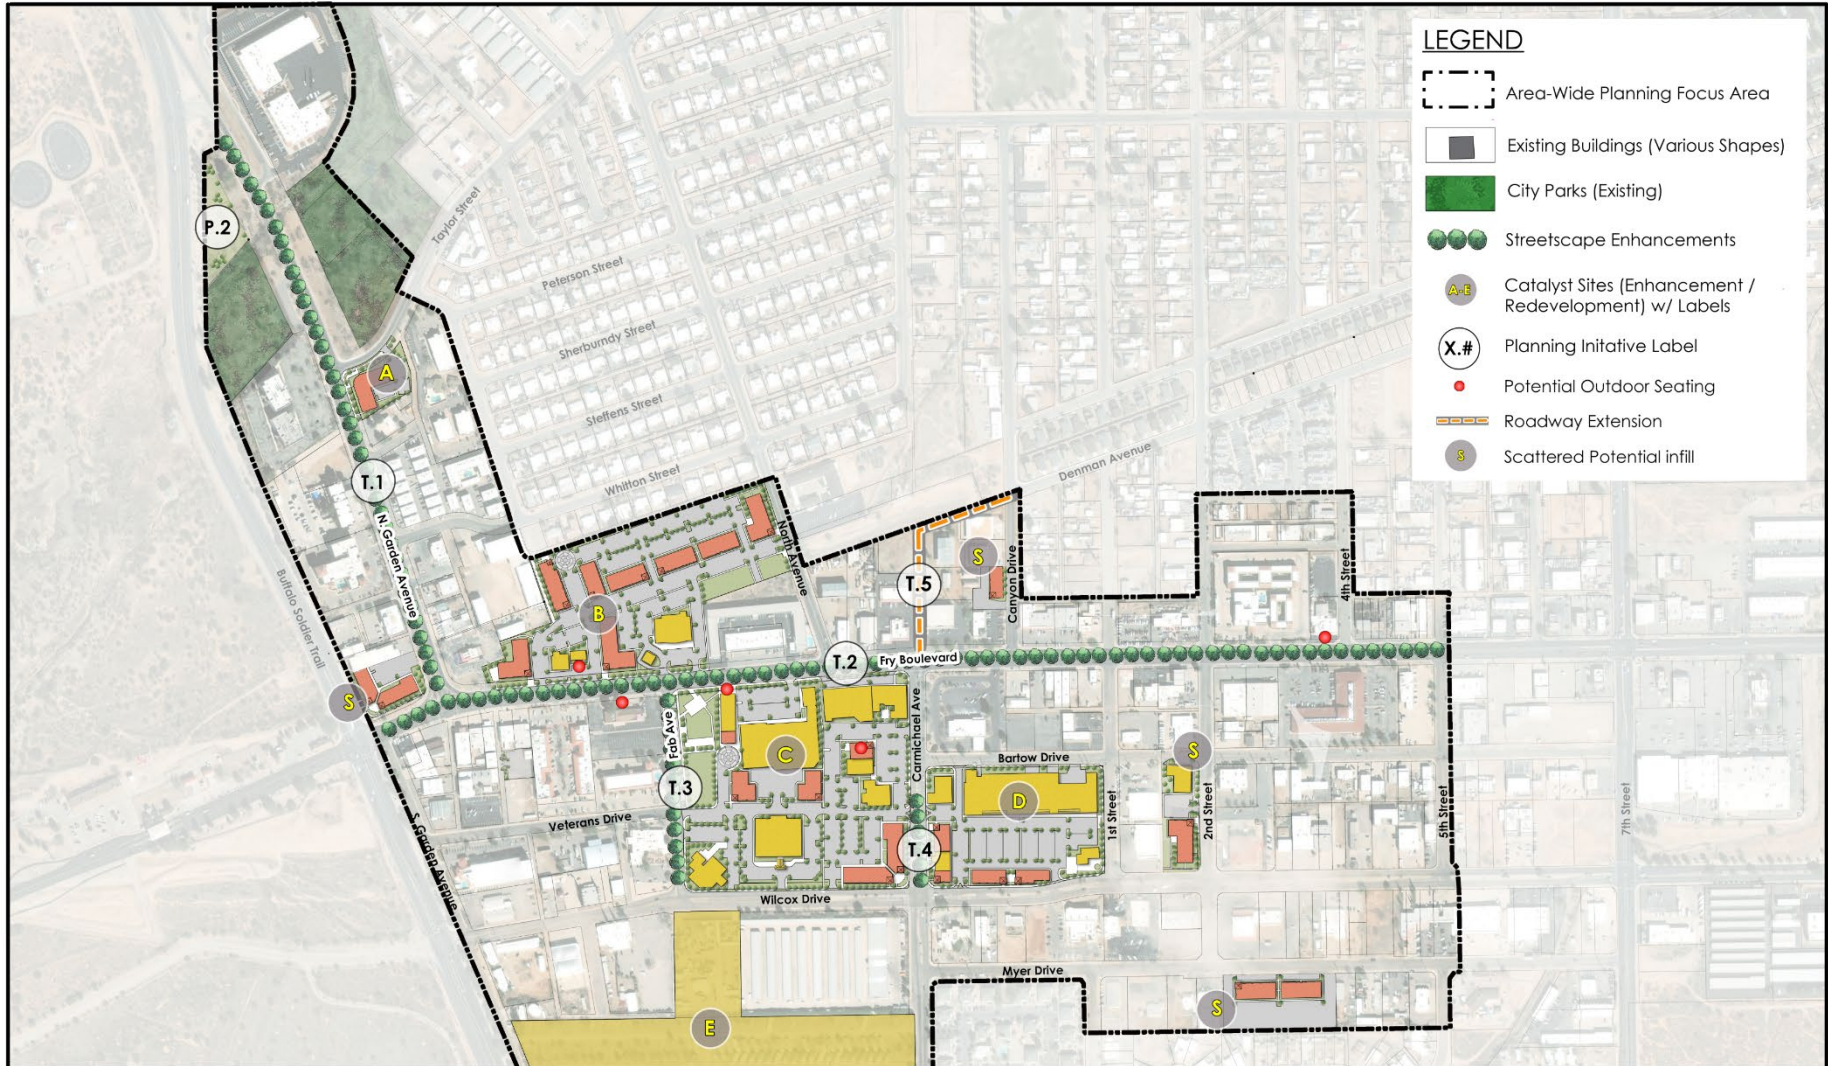 LEGEND
Area-Wide Planning Focus Area
Existing Buildings (Various Shapes)
City Parks (Existing)
Streetscape Enhancements
A-E
Catalyst Sites (Enhancement /
Redevelopment) w/ Labels
X.#
Planning Initative Label
Potential Outdoor Seating
Roadway Extension
S
Scattered Potential infill
P.2
Taylor Street
Peterson Street
Sherburndy Street
A
Steffens Street
Whitton Street
Denman Avenue
T.1
N. Garden Avenue
North Avenue
T.5
S
Canyon Drive
4th Street
B
Buffalo Soldier Trail
T.2
Fry Boulevard
S
Fab Ave
Carmichael Ave
C
T.3
Bartow Drive
S
D
1st Street
2nd Street
5th Street
7th Street
Veterans Drive
T.4
S. Garden Avenue
Wilcox Drive
Myer Drive
S
E